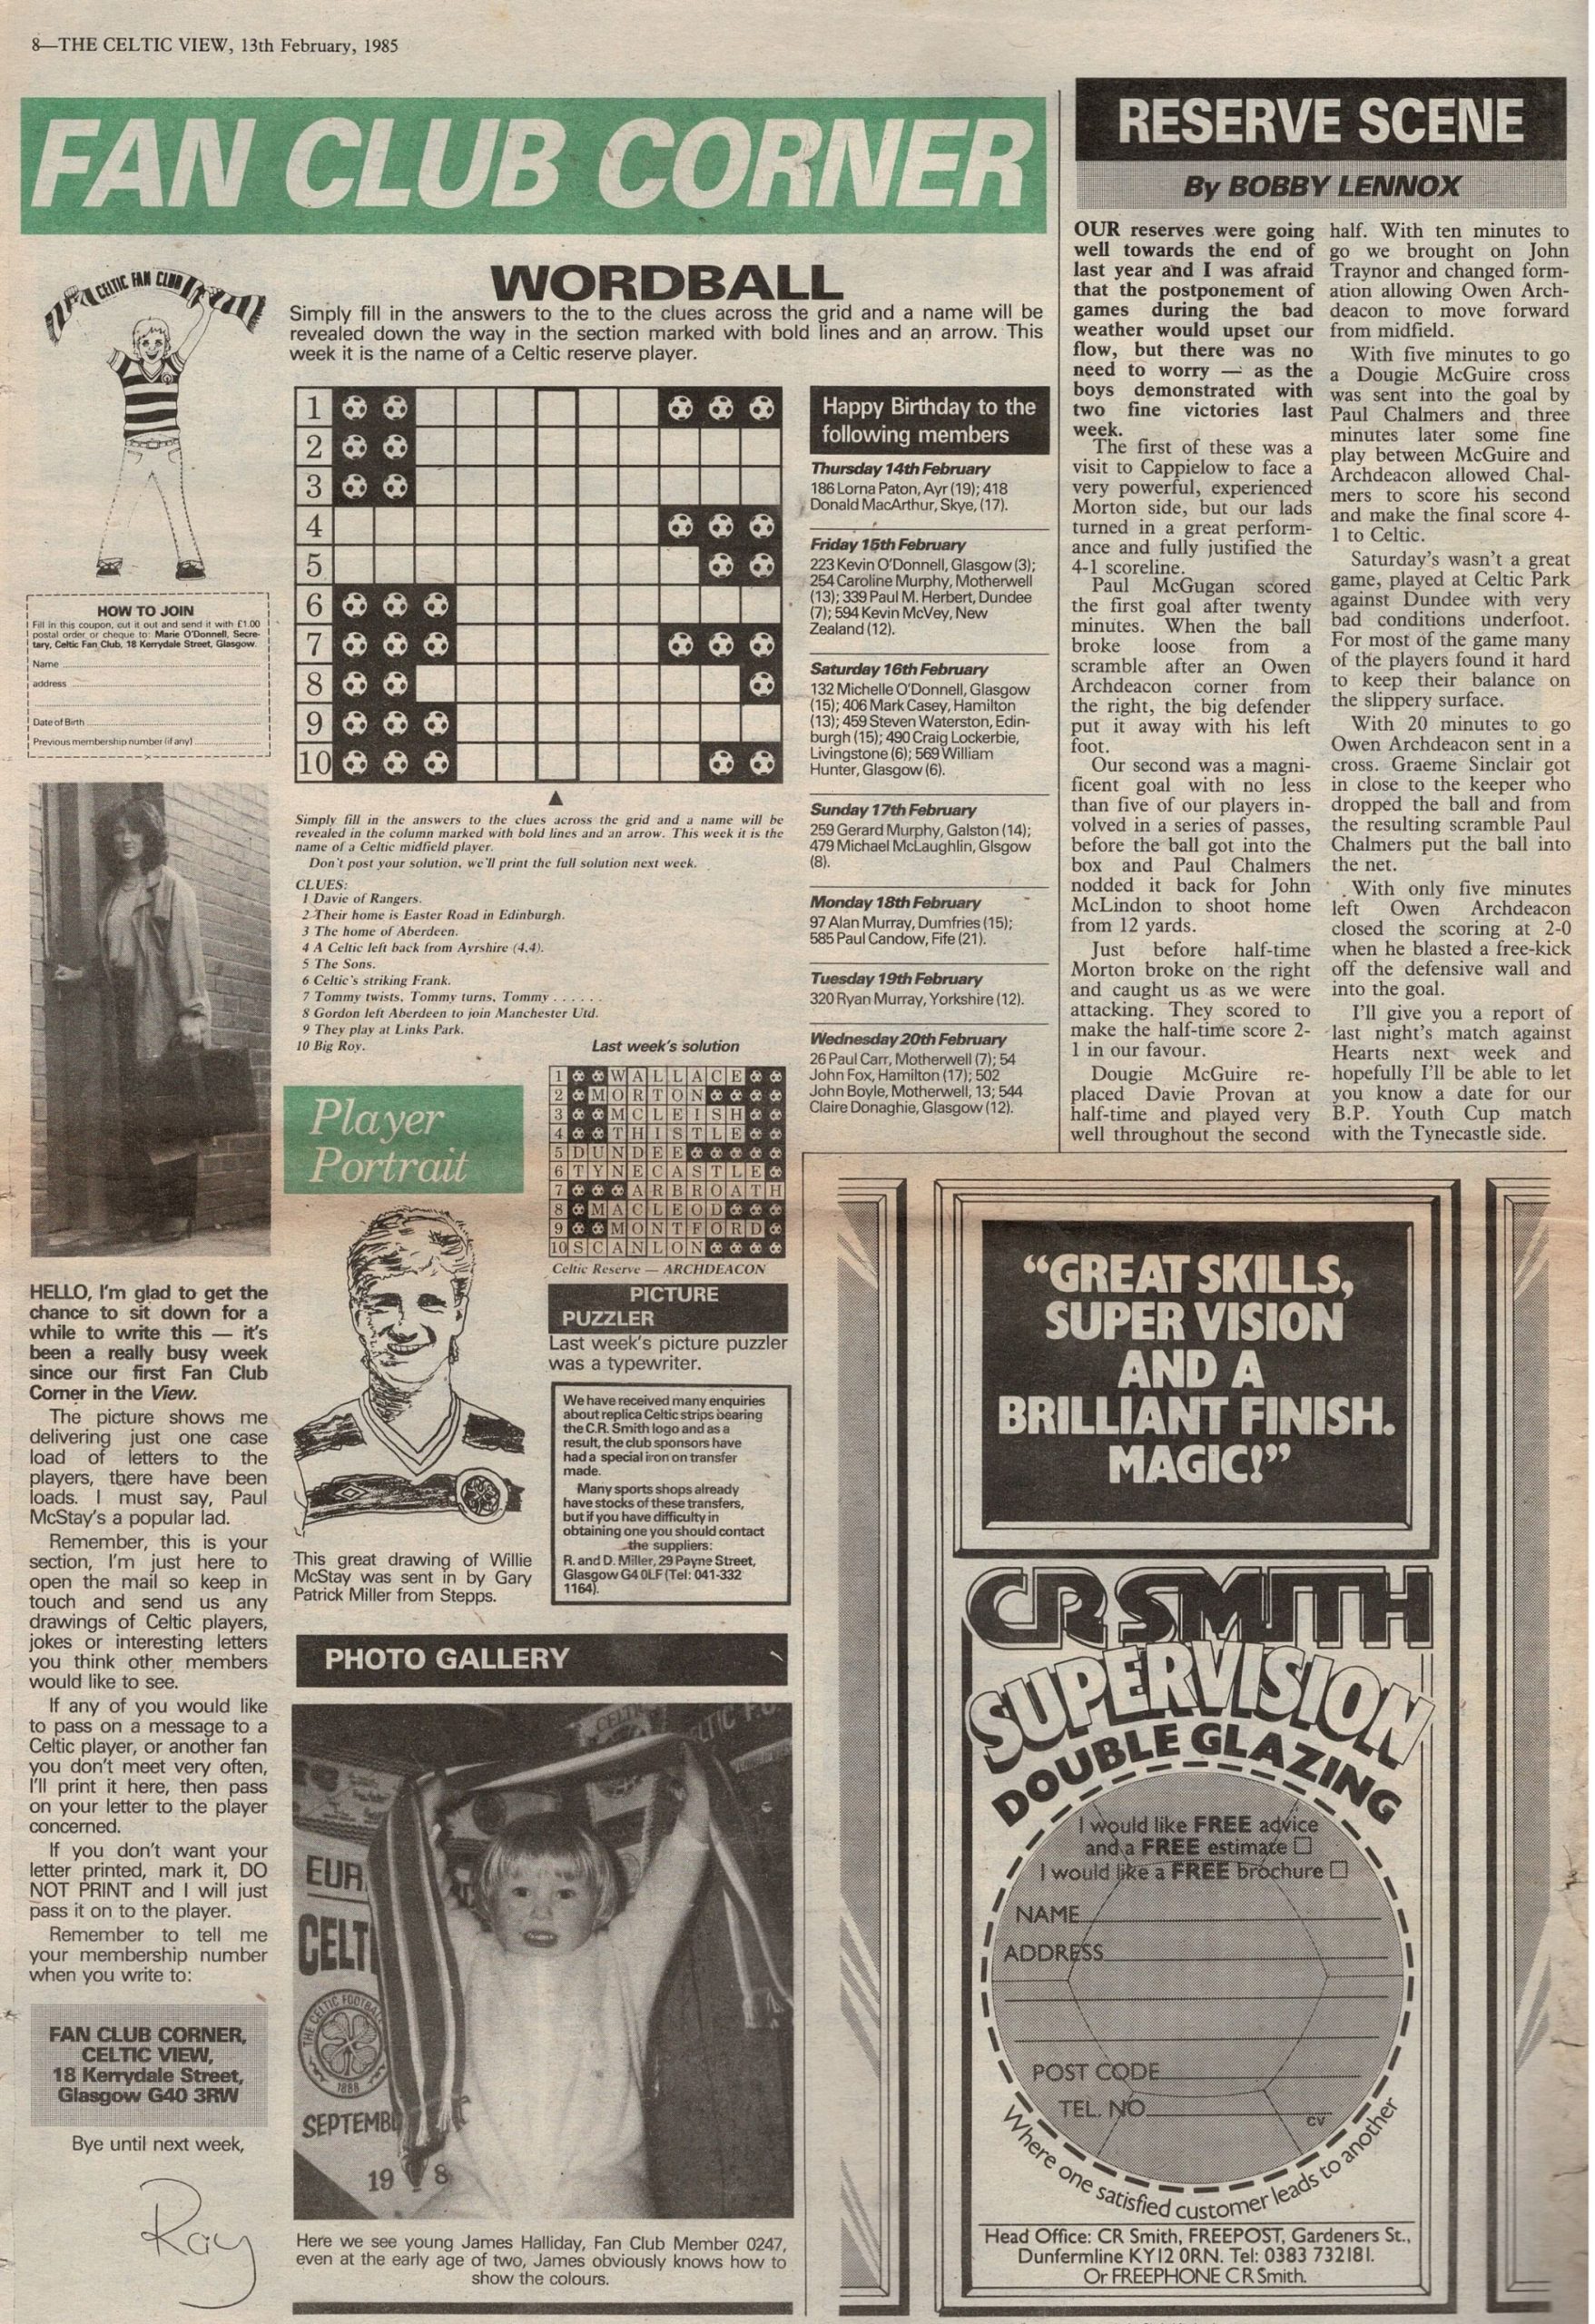 8—THE CELTIC VIEW, 13th February, 1985
FAN CLUB CORNER
CELTIC FAN CLUB
HOW TO JOIN
Fill in this coupon, cut it out and send it with £1.00
postal order or cheque to: Marie O'Donnell, Secre-
tary, Celtic Fan Club, 18 Kerrydale Street, Glasgow.
Name
address
Date of Birth
Previous membership number (if any)
HELLO, I'm glad to get the
chance to sit down for a
while to write this — it's
been a really busy week
since our first Fan Club
Corner in the View.
The picture shows me
delivering just one case
load of letters to the
players, there have been
loads. I must say, Paul
McStay's a popular lad.
Remember, this is your
section, I'm just here to
open the mail so keep in
touch and send us any
drawings of Celtic players,
jokes or interesting letters
you think other members
would like to see.
If any of you would like
to pass on a message to a
Celtic player, or another fan
you don't meet very often,
I'll print it here, then pass
on your letter to the player
concerned.
If you don't want your
letter printed, mark it, DO
NOT PRINT and I will just
pass it on to the player.
Remember to tell me
your membership number
when you write to:
FAN CLUB CORNER,
CELTIC VIEW,
18 Kerrydale Street,
Glasgow G40 3RW
Bye until next week,
Ray
WORDBALL
Simply fill in the answers to the to the clues across the grid and a name will be
revealed down the way in the section marked with bold lines and an arrow. This
week it is the name of a Celtic reserve player.
1
2
3
4
5
6
7
8
9
10
Simply fill in the answers to the clues across the grid and a name will be
revealed in the column marked with bold lines and an arrow. This week it is the
name of a Celtic midfield player.
Don't post your solution, we'll print the full solution next week.
CLUES:
1 Davie of Rangers.
2 Their home is Easter Road in Edinburgh.
3 The home of Aberdeen.
4 A Celtic left back from Ayrshire (4,4).
5 The Sons.
6 Celtic's striking Frank.
7 Tommy twists, Tommy turns, Tommy . . . . . .
8 Gordon left Aberdeen to join Manchester Utd.
9 They play at Links Park.
10 Big Roy.
Last week's solution
1 WALLACE
2 MORTON
3 MCLEISH
4 THISTLE
5 DUNDEE
6 TYNECASTLE
7 ARBROATH
8 MACLEOD
9 MONTFORD
10 SCANLON
Celtic Reserve — ARCHDEACON
Player
Portrait
This great drawing of Willie
McStay was sent in by Gary
Patrick Miller from Stepps.
PICTURE
PUZZLER
Last week's picture puzzler
was a typewriter.
We have received many enquiries
about replica Celtic strips bearing
the C.R. Smith logo and as a
result, the club sponsors have
had a special iron on transfer
made.
Many sports shops already
have stocks of these transfers,
but if you have difficulty in
obtaining one you should contact
the suppliers:
R. and D. Miller, 29 Payne Street,
Glasgow G4 0LF (Tel: 041-332
1164).
PHOTO GALLERY
CELTIC
CELTIC F.C.
EUR
CELT
THE CELTIC FOOTBALL
1888
SEPTEMB
19 8
Here we see young James Halliday, Fan Club Member 0247,
even at the early age of two, James obviously knows how to
show the colours.
Happy Birthday to the
following members
Thursday 14th February
186 Lorna Paton, Ayr (19); 418
Donald MacArthur, Skye, (17).
Friday 15th February
223 Kevin O'Donnell, Glasgow (3);
254 Caroline Murphy, Motherwell
(13); 339 Paul M. Herbert, Dundee
(7); 594 Kevin McVey, New
Zealand (12).
Saturday 16th February
132 Michelle O'Donnell, Glasgow
(15); 406 Mark Casey, Hamilton
(13); 459 Steven Waterston, Edin-
burgh (15); 490 Craig Lockerbie,
Livingstone (6); 569 William
Hunter, Glasgow (6).
Sunday 17th February
259 Gerard Murphy, Galston (14);
479 Michael McLaughlin, Glsgow
(8).
Monday 18th February
97 Alan Murray, Dumfries (15);
585 Paul Candow, Fife (21).
Tuesday 19th February
320 Ryan Murray, Yorkshire (12).
Wednesday 20th February
26 Paul Carr, Motherwell (7); 54
John Fox, Hamilton (17); 502
John Boyle, Motherwell, 13; 544
Claire Donaghie, Glasgow (12).
RESERVE SCENE
By BOBBY LENNOX
OUR reserves were going
well towards the end of
last year and I was afraid
that the postponement of
games during the bad
weather would upset our
flow, but there was no
need to worry — as the
boys demonstrated with
two fine victories last
week.
The first of these was a
visit to Cappielow to face a
very powerful, experienced
Morton side, but our lads
turned in a great perform-
ance and fully justified the
4-1 scoreline.
Paul McGugan scored
the first goal after twenty
minutes. When the ball
broke loose from a
scramble after an Owen
Archdeacon corner from
the right, the big defender
put it away with his left
foot.
Our second was a magni-
ficent goal with no less
than five of our players in-
volved in a series of passes,
before the ball got into the
box and Paul Chalmers
nodded it back for John
McLindon to shoot home
from 12 yards.
Just before half-time
Morton broke on the right
and caught us as we were
attacking. They scored to
make the half-time score 2-
1 in our favour.
Dougie McGuire re-
placed Davie Provan at
half-time and played very
well throughout the second
half. With ten minutes to
go we brought on John
Traynor and changed form-
ation allowing Owen Arch-
deacon to move forward
from midfield.
With five minutes to go
a Dougie McGuire cross
was sent into the goal by
Paul Chalmers and three
minutes later some fine
play between McGuire and
Archdeacon allowed Chal-
mers to score his second
and make the final score 4-
1 to Celtic.
Saturday's wasn't a great
game, played at Celtic Park
against Dundee with very
bad conditions underfoot.
For most of the game many
of the players found it hard
to keep their balance on
the slippery surface.
With 20 minutes to go
Owen Archdeacon sent in a
cross. Graeme Sinclair got
in close to the keeper who
dropped the ball and from
the resulting scramble Paul
Chalmers put the ball into
the net.
With only five minutes
left Owen Archdeacon
closed the scoring at 2-0
when he blasted a free-kick
off the defensive wall and
into the goal.
I'll give you a report of
last night's match against
Hearts next week and
hopefully I'll be able to let
you know a date for our
B.P. Youth Cup match
with the Tynecastle side.
“GREAT SKILLS,
SUPER VISION
AND A
BRILLIANT FINISH.
MAGIC!”
CR SMITH
SUPERVISION
DOUBLE GLAZING
I would like FREE advice
and a FREE estimate □
I would like a FREE brochure □
NAME
ADDRESS
POST CODE
TEL. NO.
CV
Where one satisfied customer leads to another
Head Office: CR Smith, FREEPOST, Gardeners St.,
Dunfermline KY12 0RN. Tel: 0383 732181.
Or FREEPHONE CR Smith.